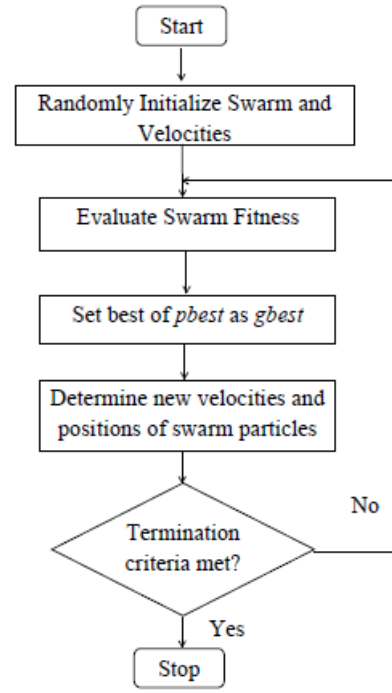 Start
Randomly Initialize Swarm and
Velocities
Evaluate Swarm Fitness
Set best of pbest as gbest
Determine new velocities and
positions of swarm particles
Termination
criteria met?
No
Yes
Stop